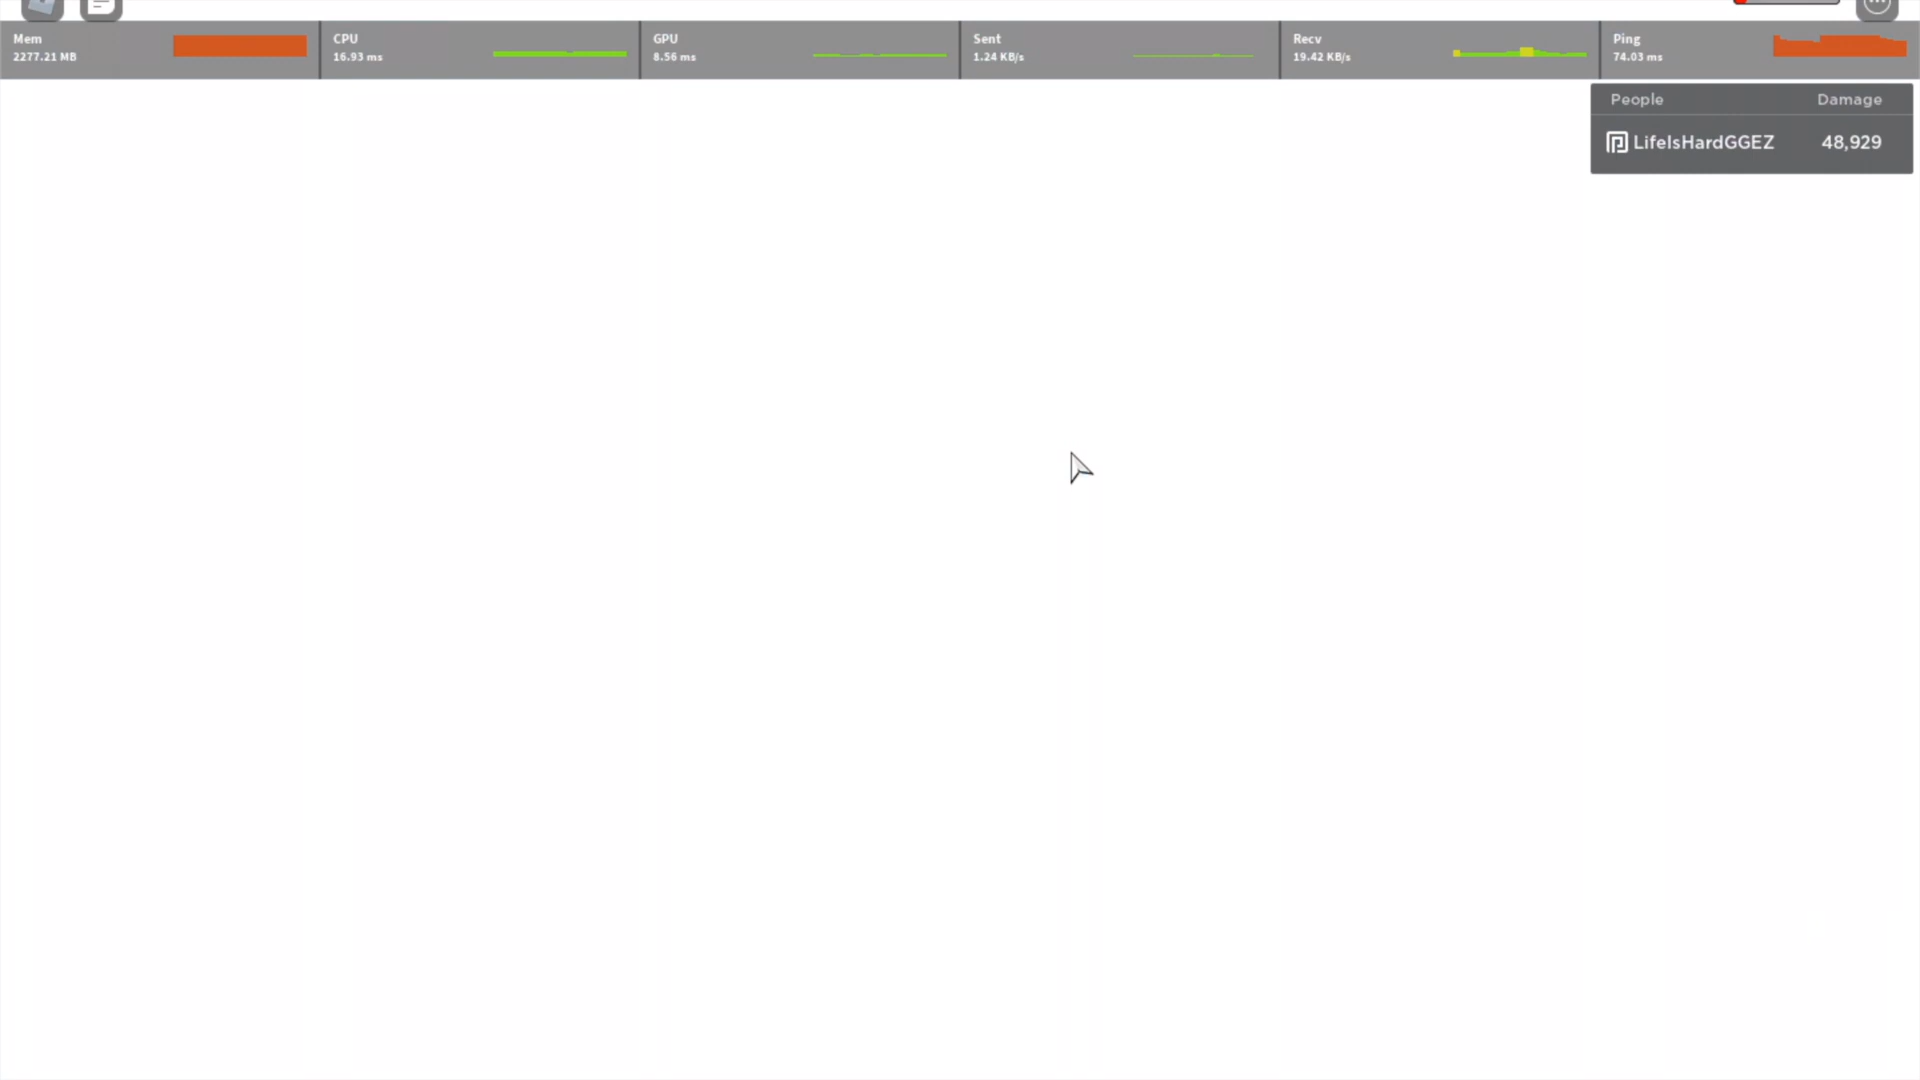 Mem
2277.21 MB
CPU
16.93 ms
GPU
8.56 ms
Sent
1.24 KB/s
Recv
19.42 KB/s
Ping
74.03 ms
People Damage
LifeIsHardGGEZ 48,929